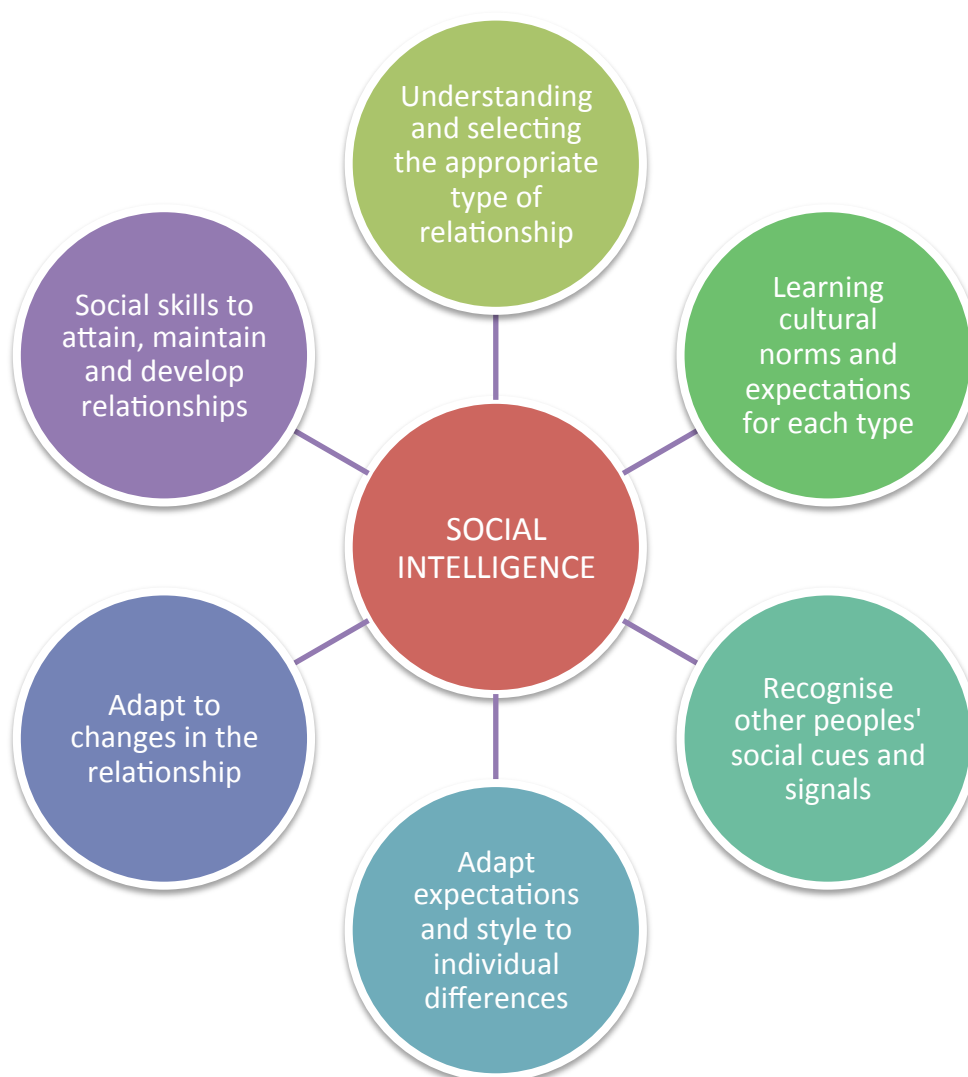 Understanding
and selecting
the appropriate
type of
relationship
Learning
cultural
norms and
expectations
for each type
Recognise
other peoples'
social cues and
signals
Adapt
expectations
and style to
individual
differences
Adapt to
changes in the
relationship
Social skills to
attain, maintain
and develop
relationships
SOCIAL
INTELLIGENCE